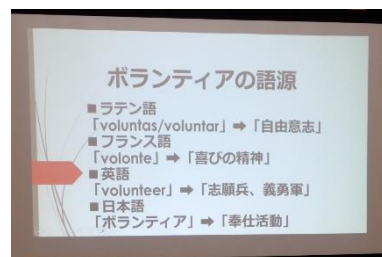 ボランティアの語源
■ラテン語
「voluntas/voluntar」➡「自由意志」
■フランス語
「volonte」➡「喜びの精神」
■英語
「volunteer」➡「志願兵、義勇軍」
■日本語
「ボランティア」➡「奉仕活動」